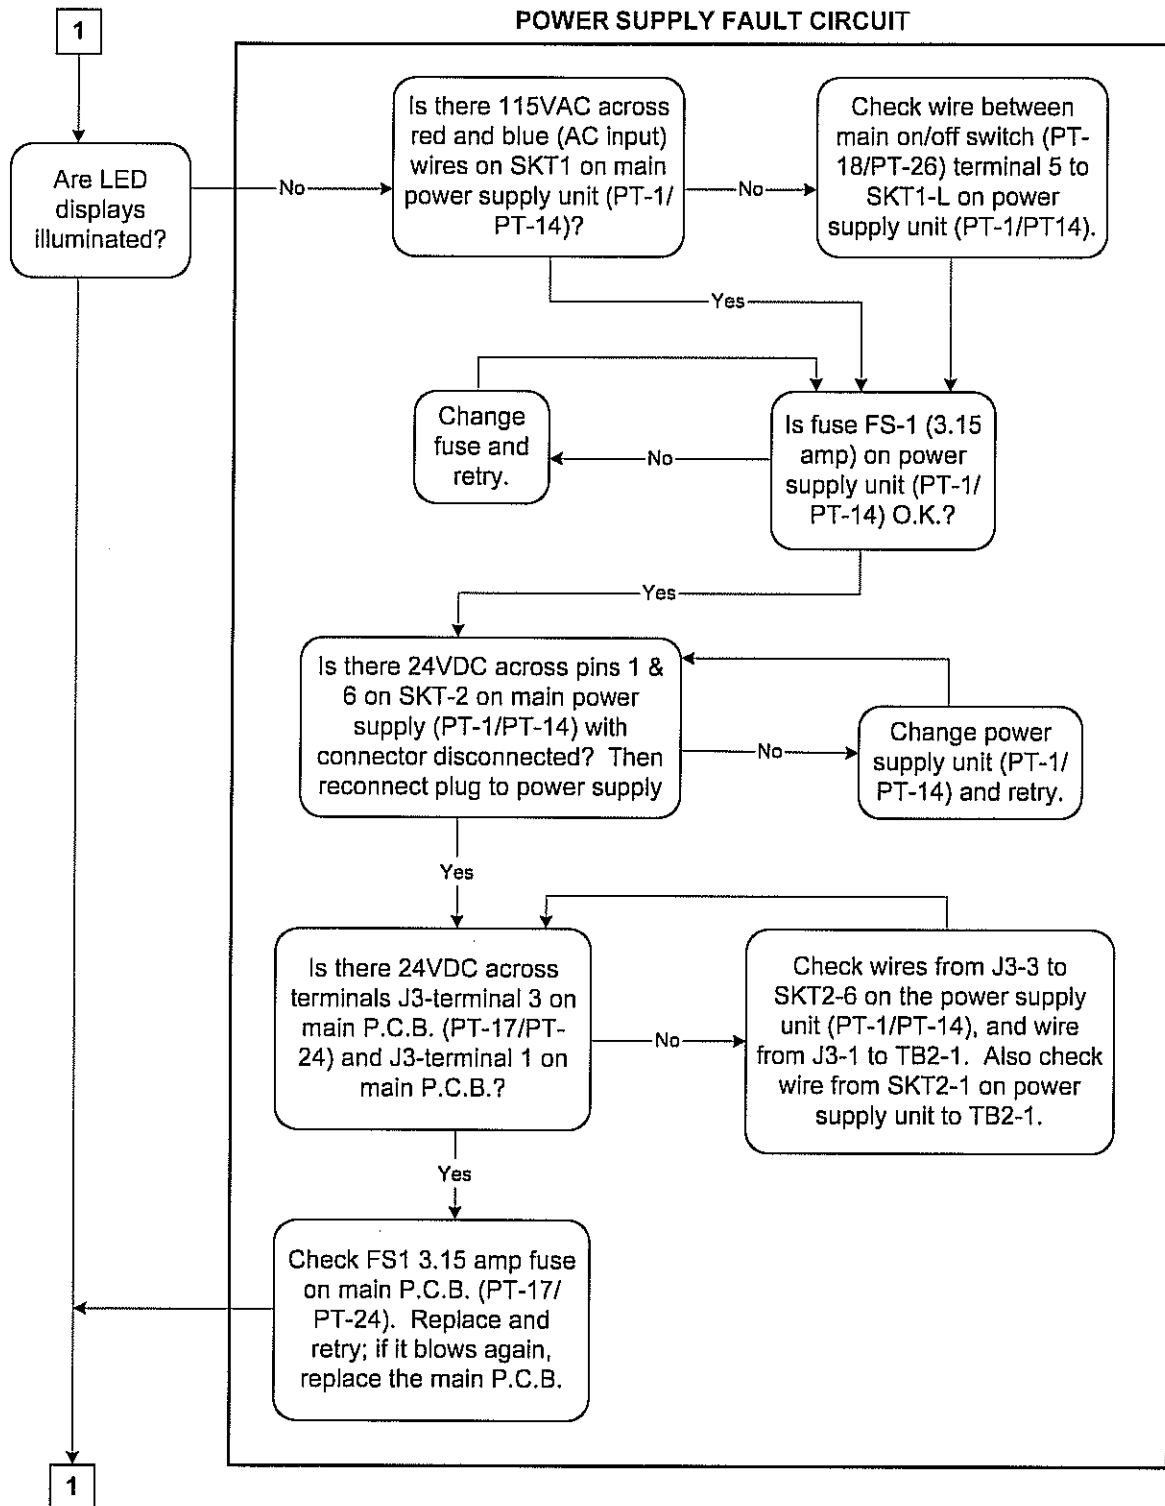 POWER SUPPLY FAULT CIRCUIT
1
Are LED
displays
illuminated?
No
Is there 115VAC across
red and blue (AC input)
wires on SKT1 on main
power supply unit (PT-1/
PT-14)?
No
Check wire between
main on/off switch (PT-
18/PT-26) terminal 5 to
SKT1-L on power
supply unit (PT-1/PT14).
Yes
Change
fuse and
retry.
No
Is fuse FS-1 (3.15
amp) on power
supply unit (PT-1/
PT-14) O.K.?
Yes
Is there 24VDC across pins 1 &
6 on SKT-2 on main power
supply (PT-1/PT-14) with
connector disconnected? Then
reconnect plug to power supply
No
Change power
supply unit (PT-1/
PT-14) and retry.
Yes
Is there 24VDC across
terminals J3-terminal 3 on
main P.C.B. (PT-17/PT-
24) and J3-terminal 1 on
main P.C.B.?
No
Check wires from J3-3 to
SKT2-6 on the power supply
unit (PT-1/PT-14), and wire
from J3-1 to TB2-1. Also check
wire from SKT2-1 on power
supply unit to TB2-1.
Yes
Check FS1 3.15 amp fuse
on main P.C.B. (PT-17/
PT-24). Replace and
retry; if it blows again,
replace the main P.C.B.
1